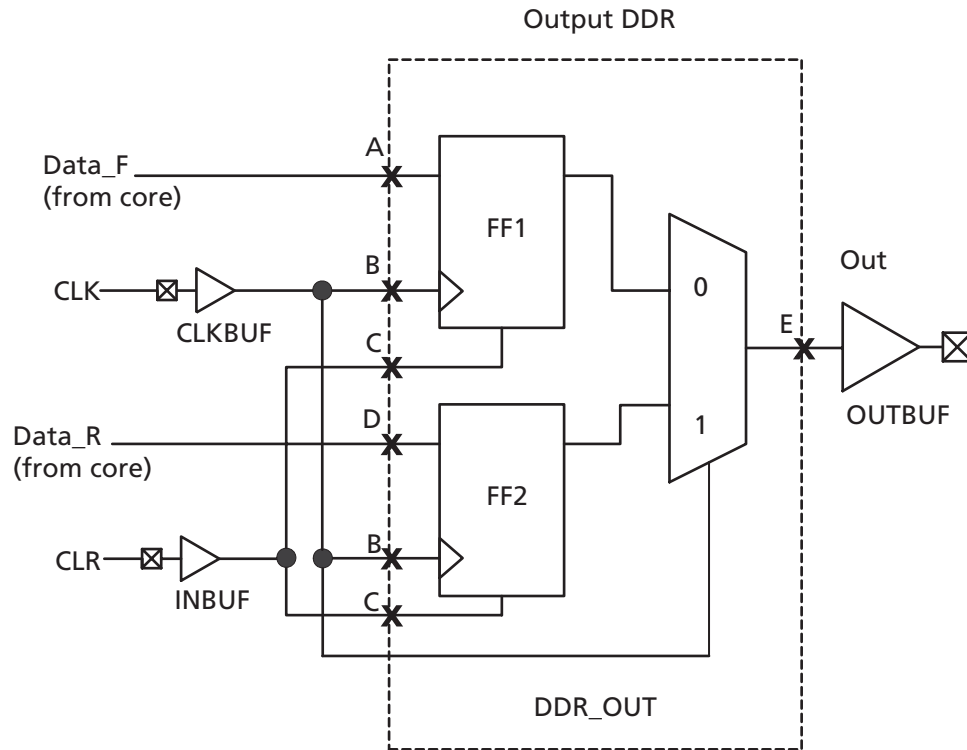 Output DDR
A
Data_F
(from core)
FF1
B
CLK
CLKBUF
C
0
Out
E
OUTBUF
D
Data_R
(from core)
1
FF2
B
CLR
INBUF
C
DDR_OUT